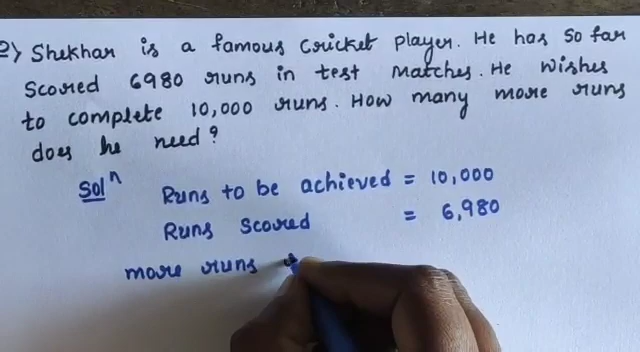 2) Shekhar is a famous cricket player. He has so far
scored 6980 runs in test matches. He wishes
to complete 10,000 runs. How many more runs
does he need?
Solⁿ Runs to be achieved = 10,000
Runs scored = 6,980
more runs